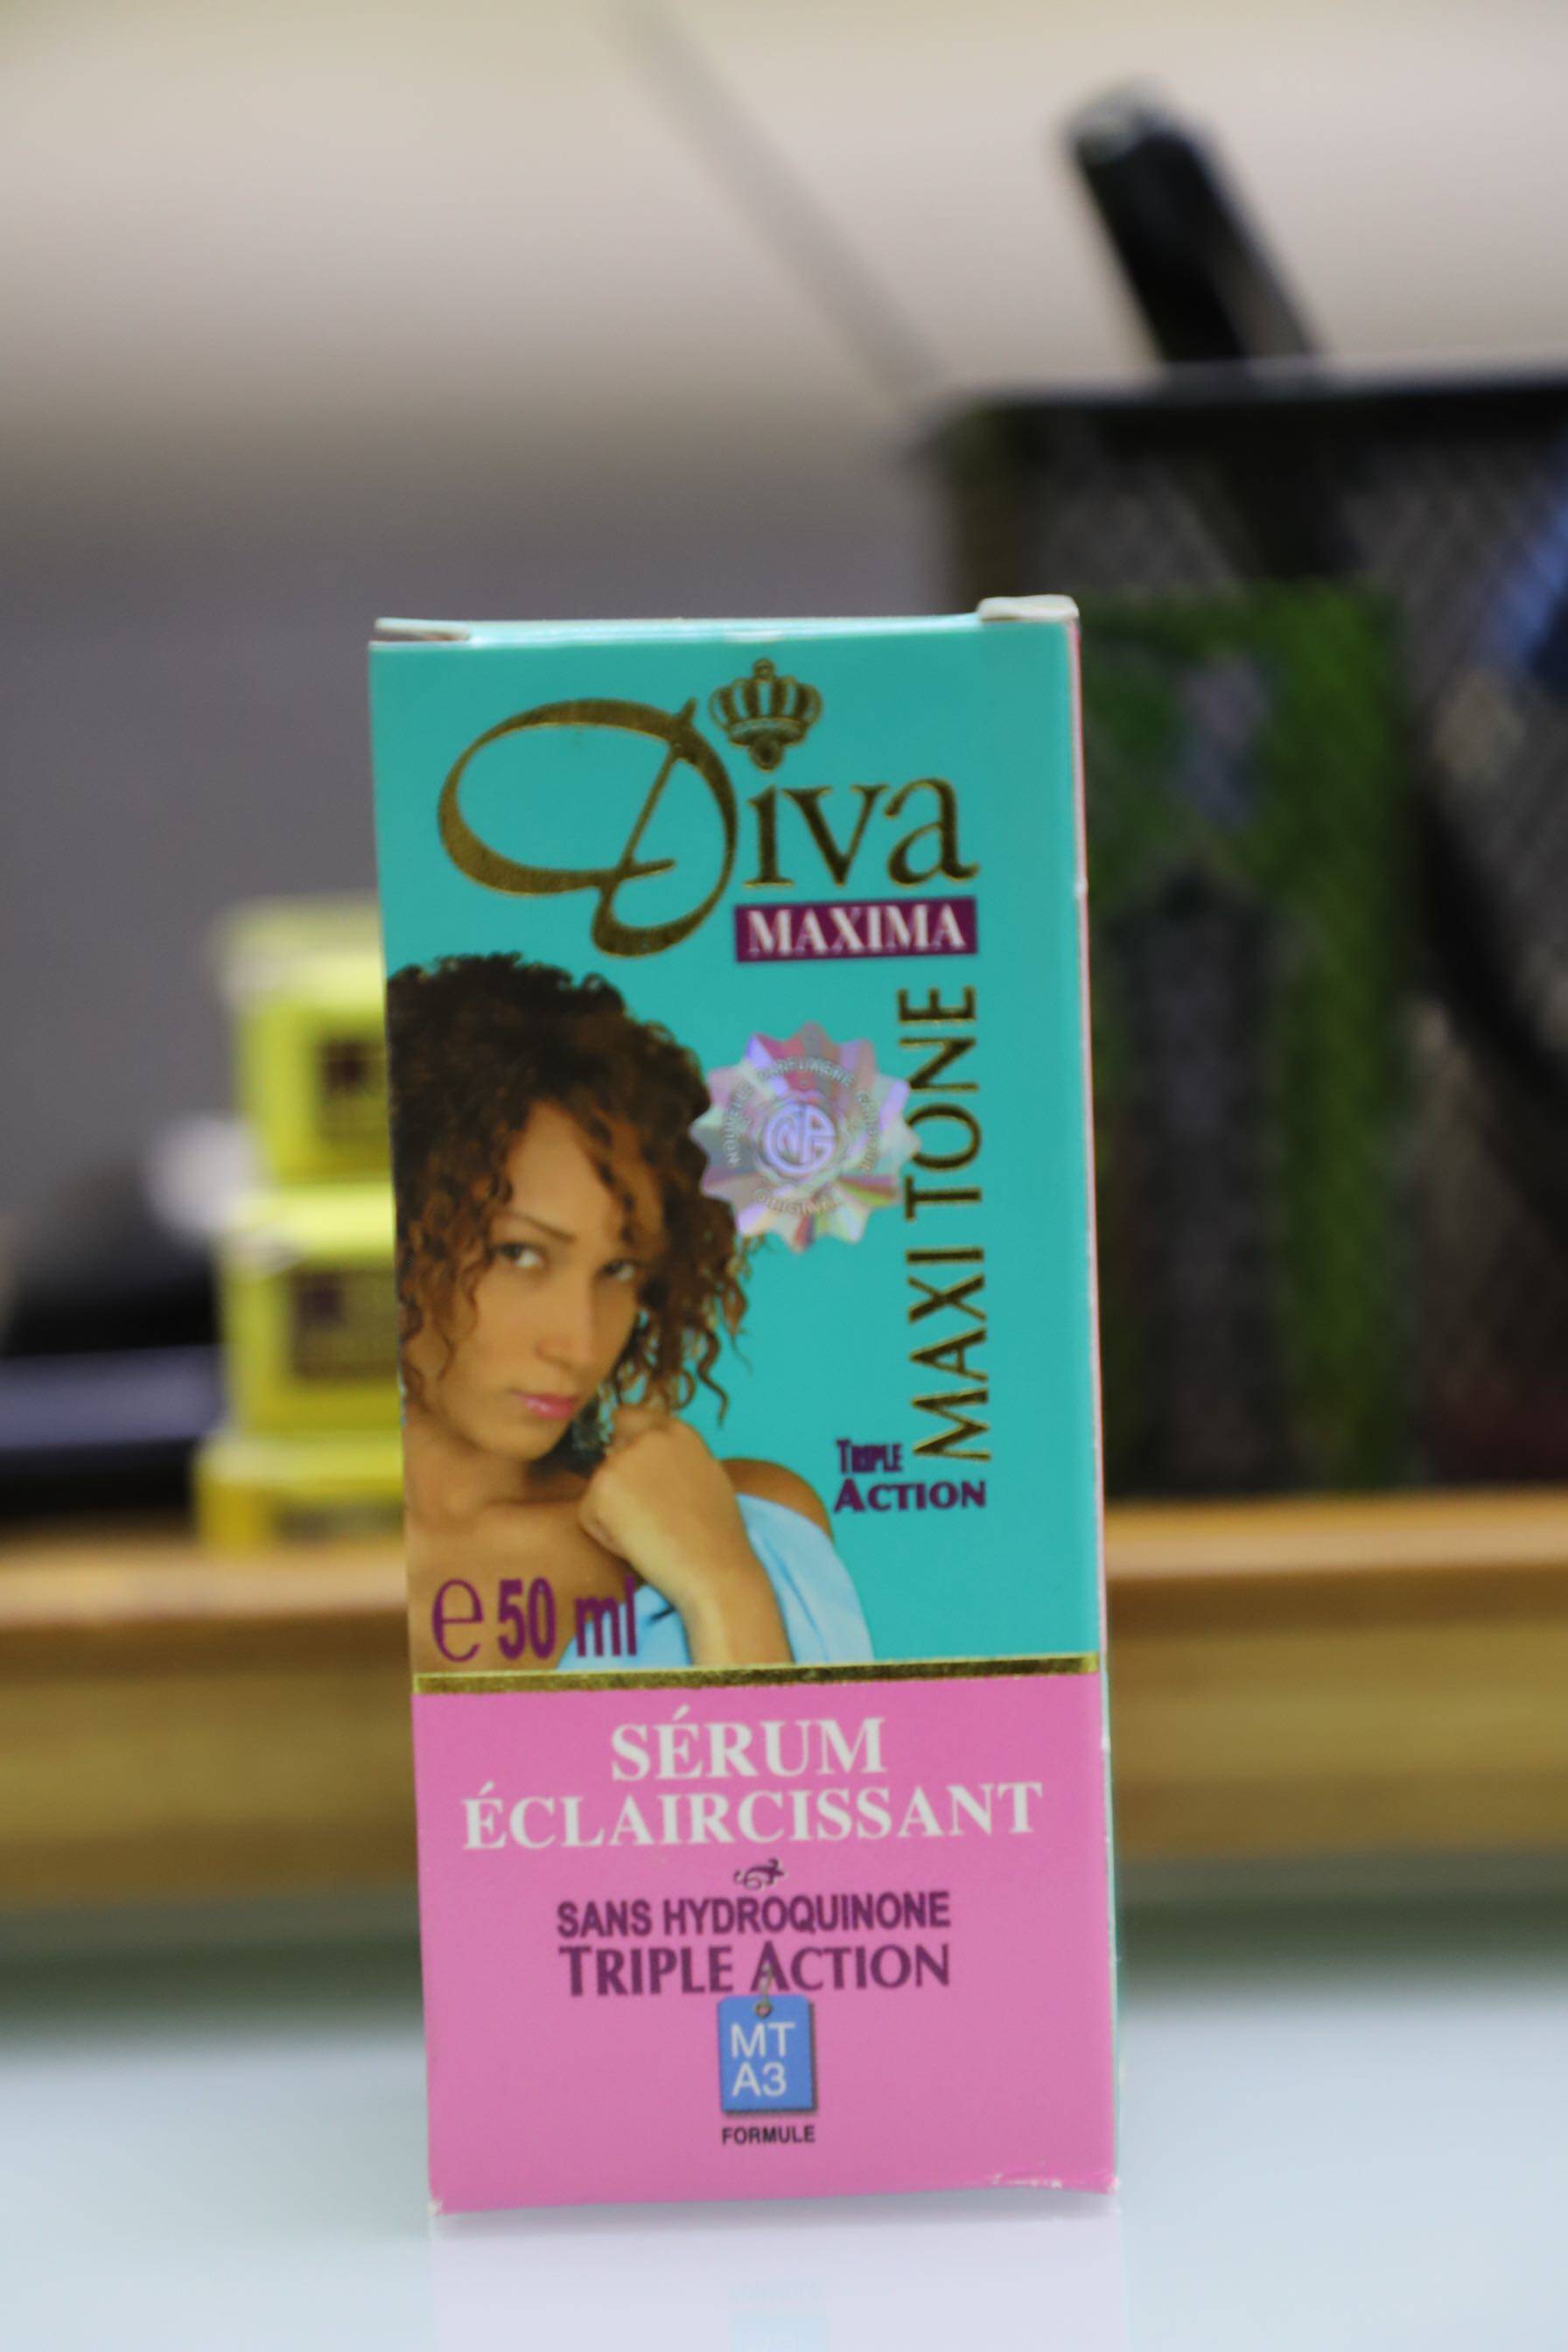 Diva
MAXIMA
MAXI TONE
TRIPLE
ACTION
e 50 ml
SÉRUM
ÉCLAIRCISSANT
SANS HYDROQUINONE
TRIPLE ACTION
MT
A3
FORMULE